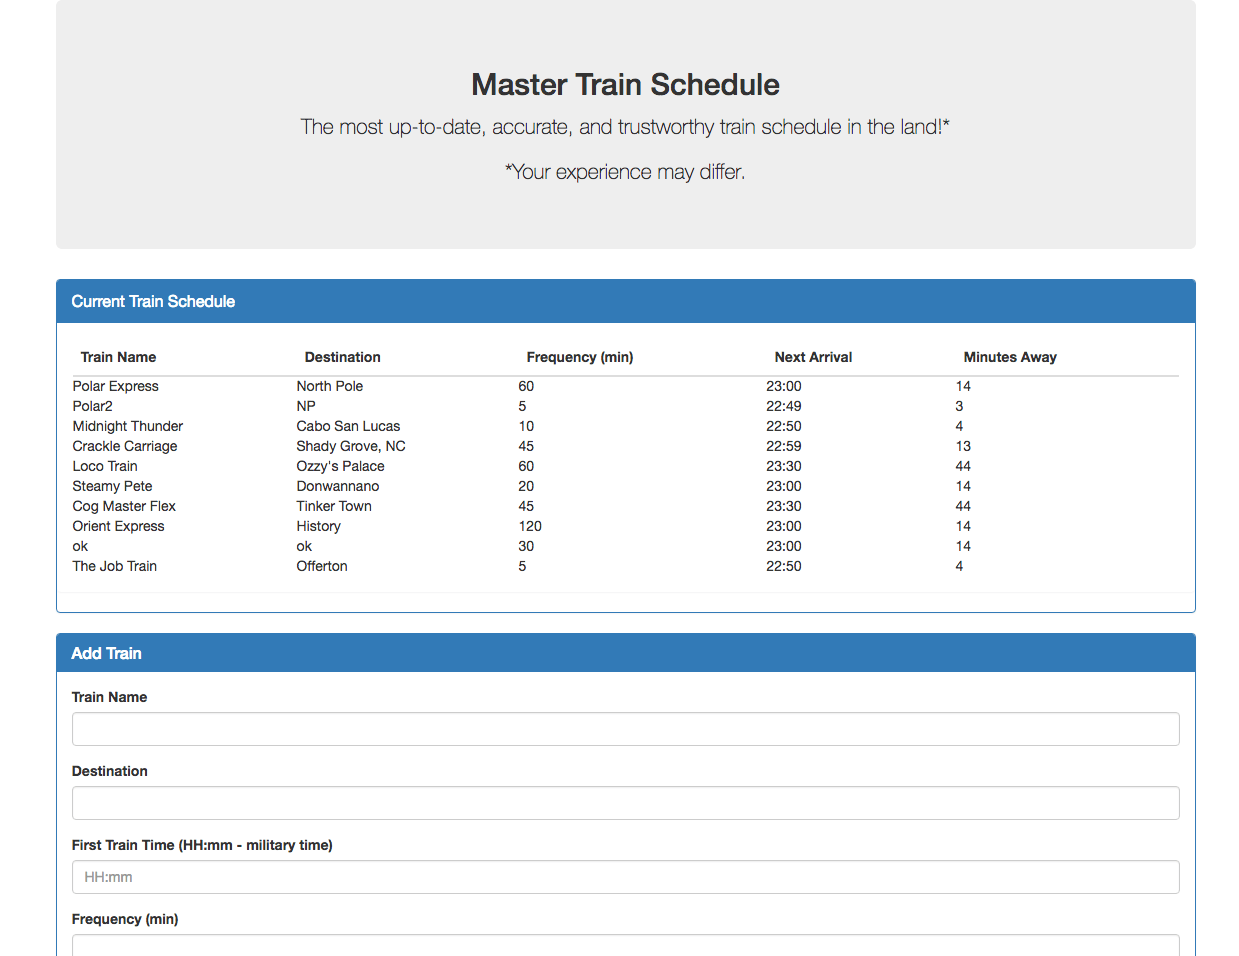 Master Train Schedule
The most up-to-date, accurate, and trustworthy train schedule in the land!*
*Your experience may differ.
Current Train Schedule
Train Name Destination Frequency (min) Next Arrival Minutes Away
Polar Express North Pole 60 23:00 14
Polar2 NP 5 22:49 3
Midnight Thunder Cabo San Lucas 10 22:50 4
Crackle Carriage Shady Grove, NC 45 22:59 13
Loco Train Ozzy's Palace 60 23:30 44
Steamy Pete Donwannano 20 23:00 14
Cog Master Flex Tinker Town 45 23:30 44
Orient Express History 120 23:00 14
ok ok 30 23:00 14
The Job Train Offerton 5 22:50 4
Add Train
Train Name
Destination
First Train Time (HH:mm - military time)
HH:mm
Frequency (min)